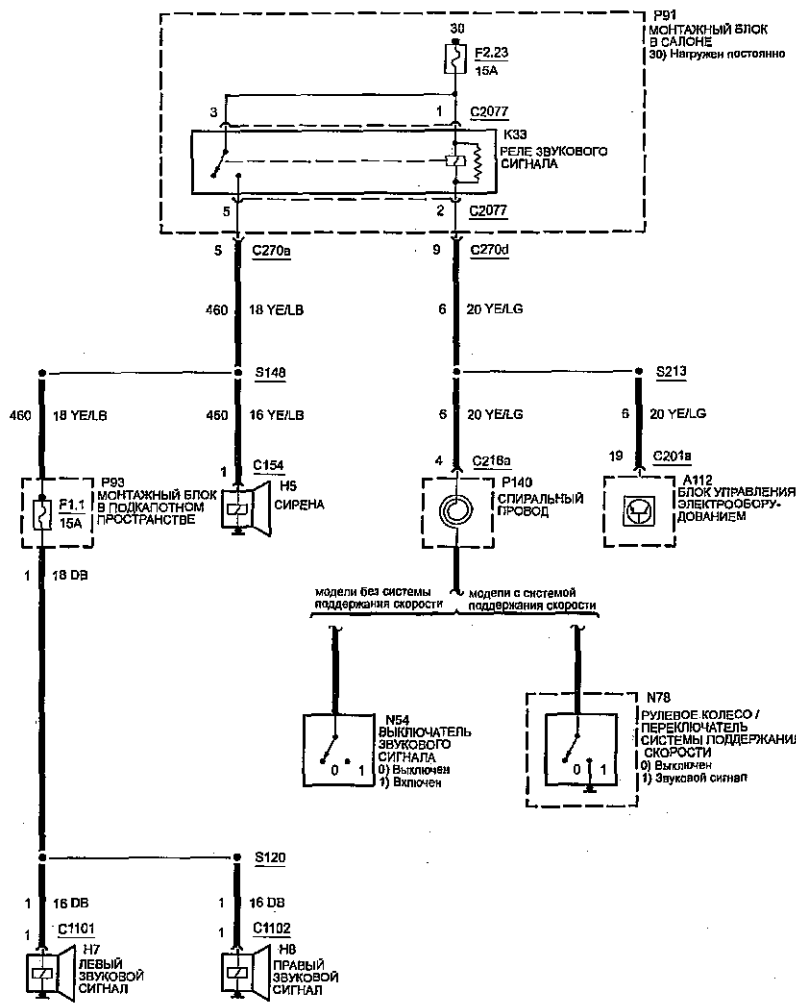 P91
МОНТАЖНЫЙ БЛОК
В САЛОНЕ
30) Нагружен постоянно
30
F2.23
15A
3
1
C2077
K33
РЕЛЕ ЗВУКОВОГО
СИГНАЛА
5
2
C2077
5
C270a
9
C270d
460
18 YE/LB
6
20 YE/LG
S148
S213
460
18 YE/LB
460
16 YE/LB
6
20 YE/LG
6
20 YE/LG
1
C154
4
C218a
19
C201a
P93
МОНТАЖНЫЙ БЛОК
В ПОДКАПОТНОМ
ПРОСТРАНСТВЕ
F1.1
15A
H5
СИРЕНА
P140
СПИРАЛЬНЫЙ
ПРОВОД
A112
БЛОК УПРАВЛЕНИЯ
ЭЛЕКТРООБОРУ-
ДОВАНИЕМ
1
18 DB
модели без системы
поддержания скорости
модели с системой
поддержания скорости
N54
ВЫКЛЮЧАТЕЛЬ
ЗВУКОВОГО
СИГНАЛА
0) Выключен
1) Включен
0
1
N78
РУЛЕВОЕ КОЛЕСО /
ПЕРЕКЛЮЧАТЕЛЬ
СИСТЕМЫ ПОДДЕРЖАНИЯ
СКОРОСТИ
0) Выключен
1) Звуковой сигнал
0
1
S120
1
16 DB
1
16 DB
1
C1101
1
C1102
H7
ЛЕВЫЙ
ЗВУКОВОЙ
СИГНАЛ
H8
ПРАВЫЙ
ЗВУКОВОЙ
СИГНАЛ